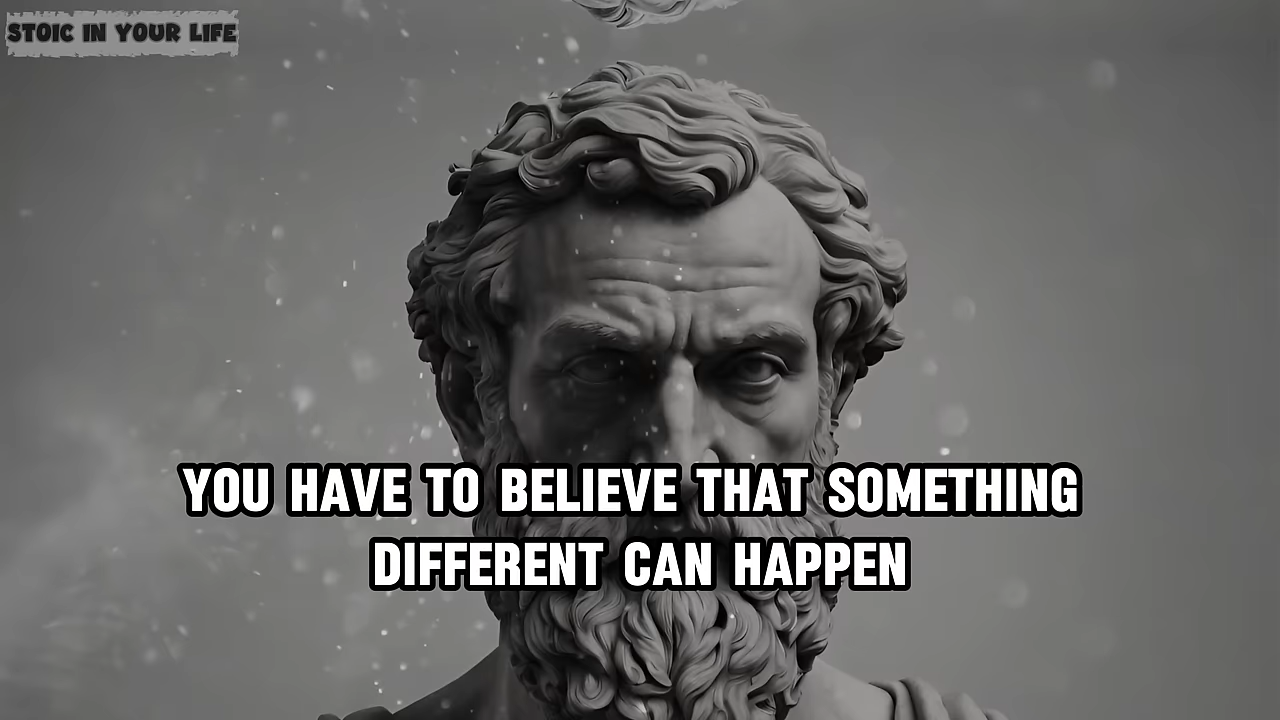 STOIC IN YOUR LIFE
YOU HAVE TO BELIEVE THAT SOMETHING
DIFFERENT CAN HAPPEN